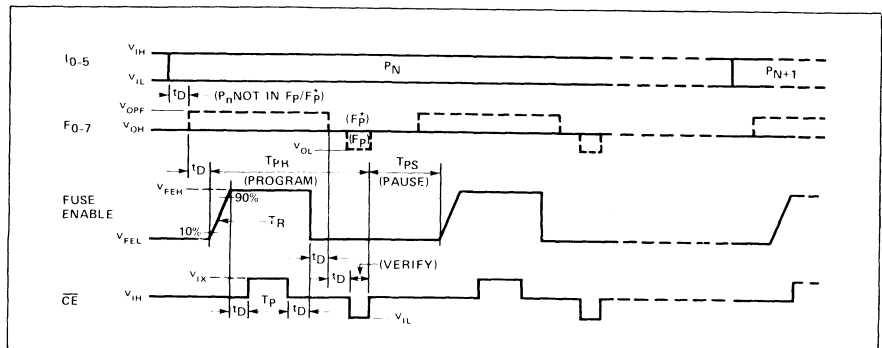 I0-5
VIH
VIL
PN
PN+1
tD
(Pn NOT IN FP/F*P)
F0-7
VOPF
VOH
VOL
(F*P)
(FP)
tD
TPH
(PROGRAM)
TPS
(PAUSE)
FUSE
ENABLE
VFEH
VFEL
90%
10%
TR
tD
tD
(VERIFY)
CE
VIX
VIH
tD
TP
tD
VIL